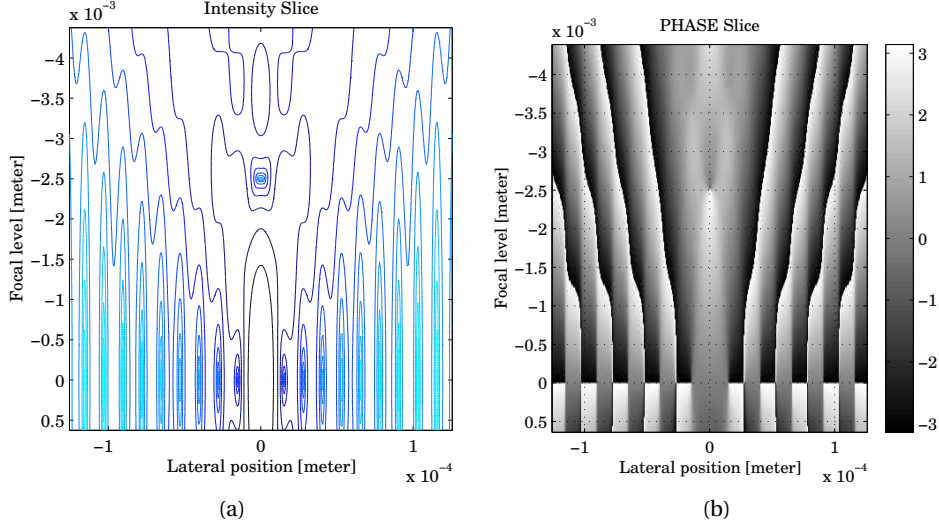 Intensity Slice
x 10⁻³
−4
−3.5
−3
−2.5
−2
−1.5
−1
−0.5
0
0.5
Focal level [meter]
−1 0 1
Lateral position [meter]
x 10⁻⁴
(a)
PHASE Slice
x 10⁻³
−4
−3.5
−3
−2.5
−2
−1.5
−1
−0.5
0
0.5
Focal level [meter]
−1 0 1
Lateral position [meter]
x 10⁻⁴
3
2
1
0
−1
−2
−3
(b)